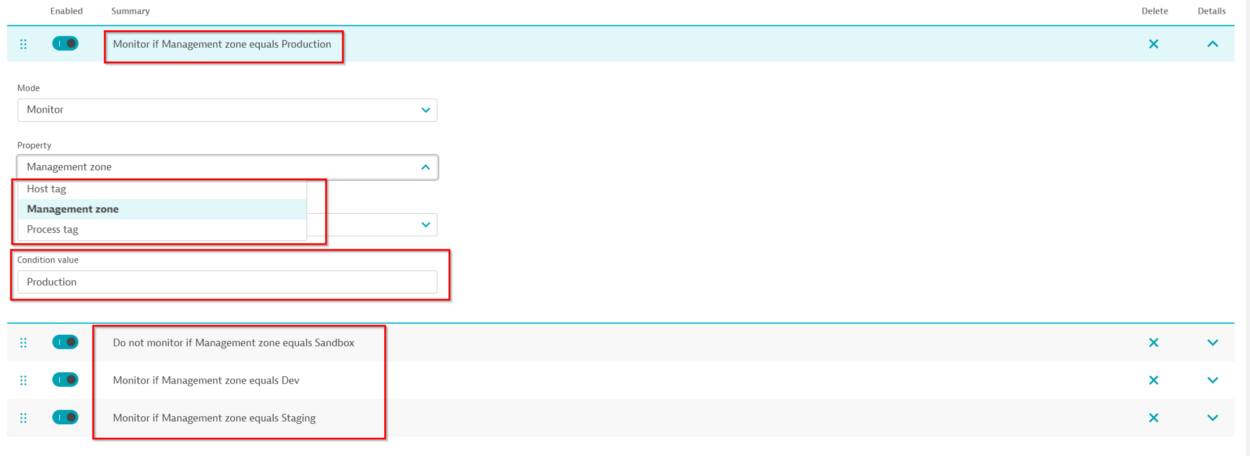 Enabled Summary Delete Details
Monitor if Management zone equals Production
Mode
Monitor
Property
Management zone
Host tag
Management zone
Process tag
Condition value
Production
Do not monitor if Management zone equals Sandbox
Monitor if Management zone equals Dev
Monitor if Management zone equals Staging